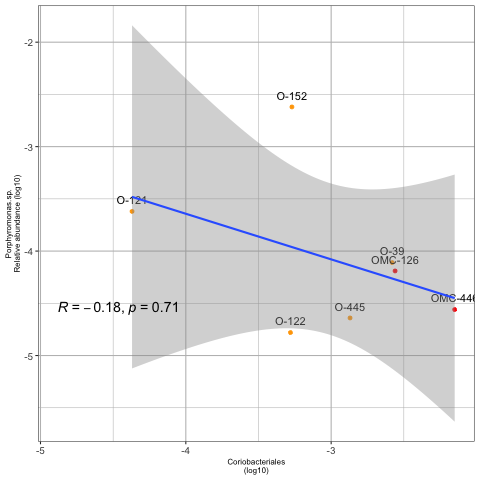 -2
O-152
-3
O-121
Porphyromonas.sp.
Relative abundance (log10)
-4
O-39
OMC-126
OMC-446
R = −0.18, p = 0.71
O-445
O-122
-5
-5
-4
-3
Coriobacteriales
(log10)